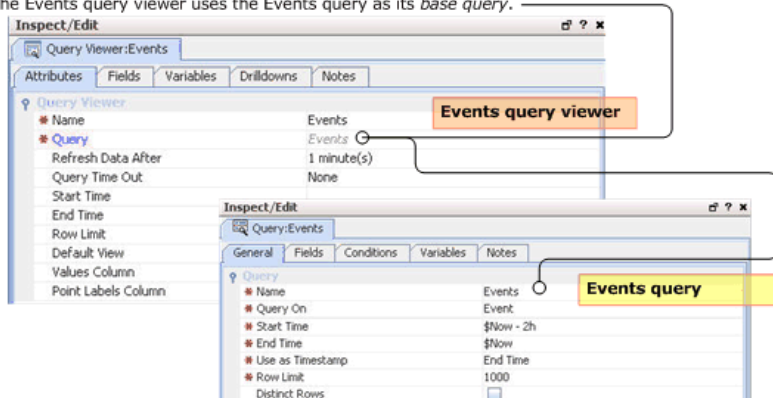 he Events query viewer uses the Events query as its base query.
Inspect/Edit
Query Viewer:Events
Attributes Fields Variables Drilldowns Notes
Query Viewer
Name Events
Query Events
Refresh Data After 1 minute(s)
Query Time Out None
Start Time
End Time
Row Limit
Default View
Values Column
Point Labels Column
Events query viewer
Inspect/Edit
Query:Events
General Fields Conditions Variables Notes
Query
Name Events
Query On Event
Start Time $Now - 2h
End Time $Now
Use as Timestamp End Time
Row Limit 1000
Distinct Rows
Events query